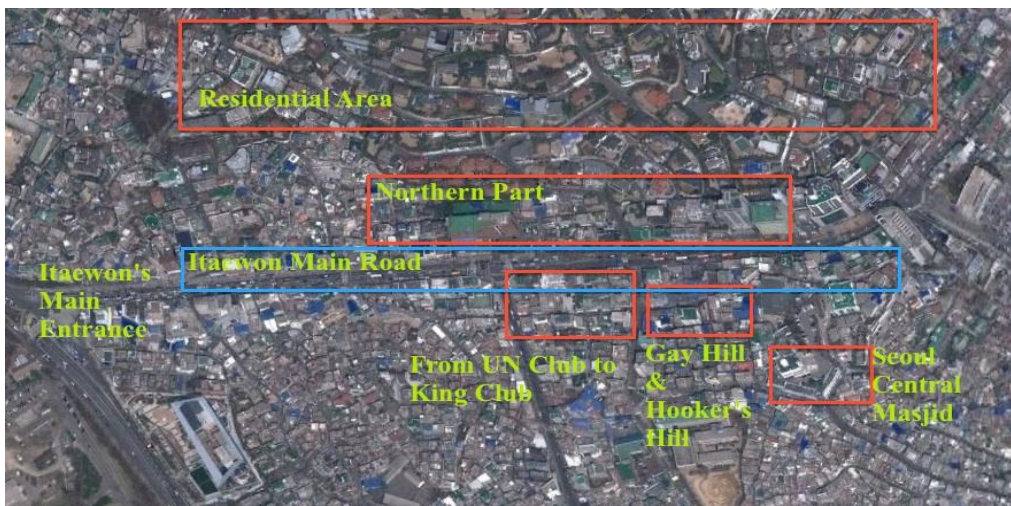 Residential Area
Northern Part
Itaewon Main Road
Itaewon's
Main
Entrance
From UN Club to
King Club
Gay Hill
&
Hooker's
Hill
Seoul
Central
Masjid